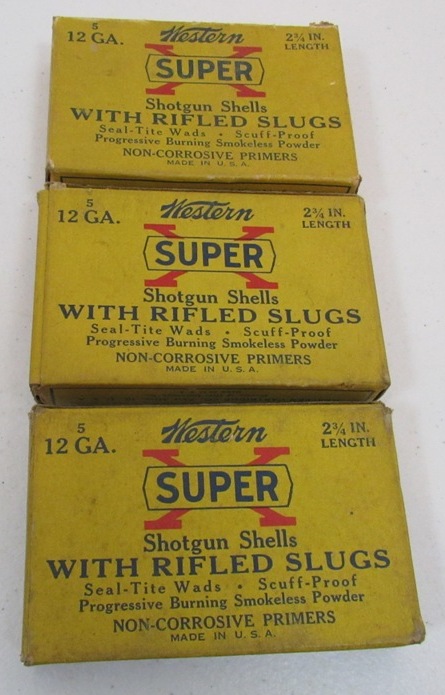 5
12 GA.
Western
2¾ IN.
LENGTH
SUPER X
Shotgun Shells
WITH RIFLED SLUGS
Seal-Tite Wads • Scuff-Proof
Progressive Burning Smokeless Powder
NON-CORROSIVE PRIMERS
MADE IN U.S.A.
5
12 GA.
Western
2¾ IN.
LENGTH
SUPER X
Shotgun Shells
WITH RIFLED SLUGS
Seal-Tite Wads • Scuff-Proof
Progressive Burning Smokeless Powder
NON-CORROSIVE PRIMERS
MADE IN U.S.A.
5
12 GA.
Western
2¾ IN.
LENGTH
SUPER X
Shotgun Shells
WITH RIFLED SLUGS
Seal-Tite Wads • Scuff-Proof
Progressive Burning Smokeless Powder
NON-CORROSIVE PRIMERS
MADE IN U.S.A.